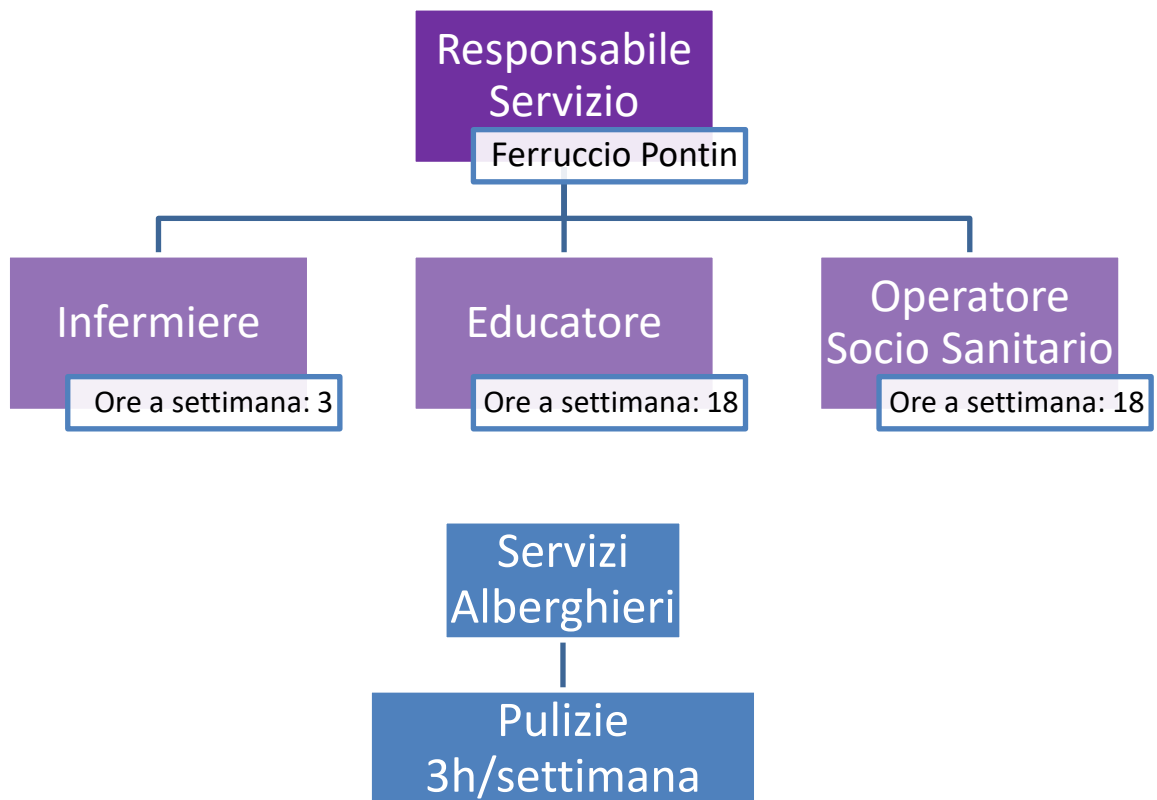 Responsabile
Servizio
Ferruccio Pontin
Infermiere
Ore a settimana: 3
Educatore
Ore a settimana: 18
Operatore
Socio Sanitario
Ore a settimana: 18
Servizi
Alberghieri
Pulizie
3h/settimana